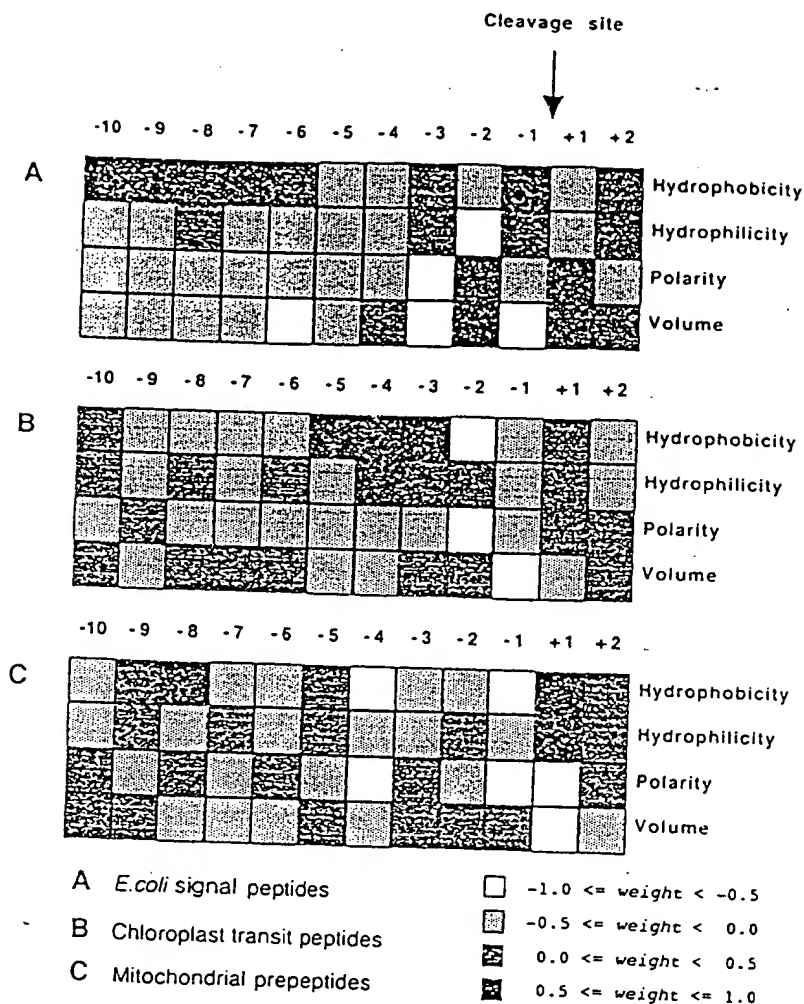 Cleavage site
-10 -9 -8 -7 -6 -5 -4 -3 -2 -1 +1 +2
A
Hydrophobicity
Hydrophilicity
Polarity
Volume
-10 -9 -8 -7 -6 -5 -4 -3 -2 -1 +1 +2
B
Hydrophobicity
Hydrophilicity
Polarity
Volume
-10 -9 -8 -7 -6 -5 -4 -3 -2 -1 +1 +2
C
Hydrophobicity
Hydrophilicity
Polarity
Volume
A E.coli signal peptides
B Chloroplast transit peptides
C Mitochondrial prepeptides
-1.0 <= weight < -0.5
-0.5 <= weight < 0.0
0.0 <= weight < 0.5
0.5 <= weight <= 1.0